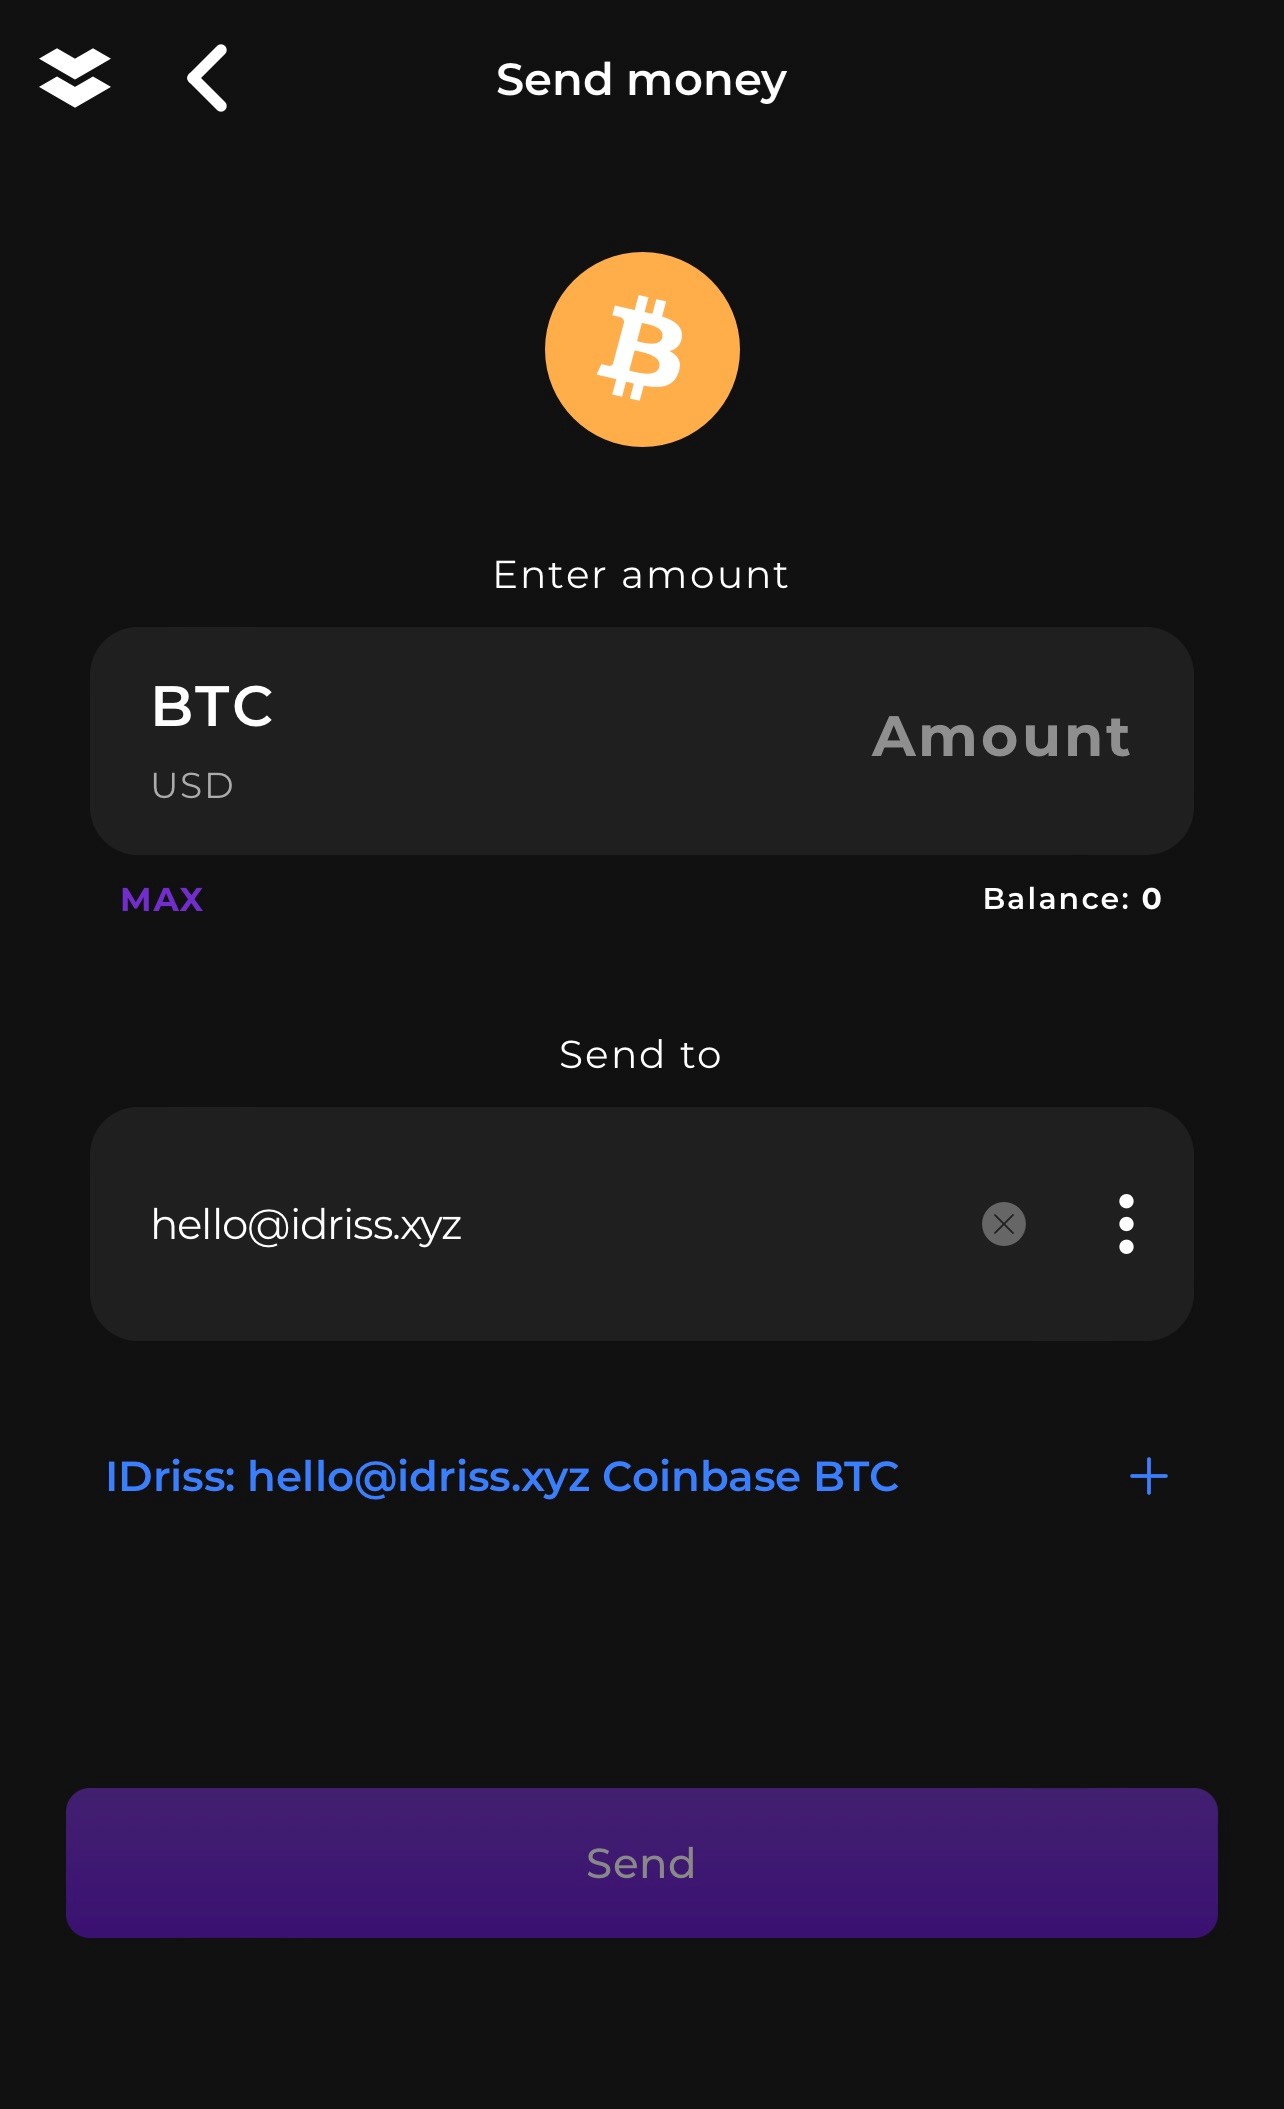 Send money
Enter amount
BTC
Amount
USD
MAX
Balance: 0
Send to
hello@idriss.xyz
IDriss: hello@idriss.xyz Coinbase BTC
Send